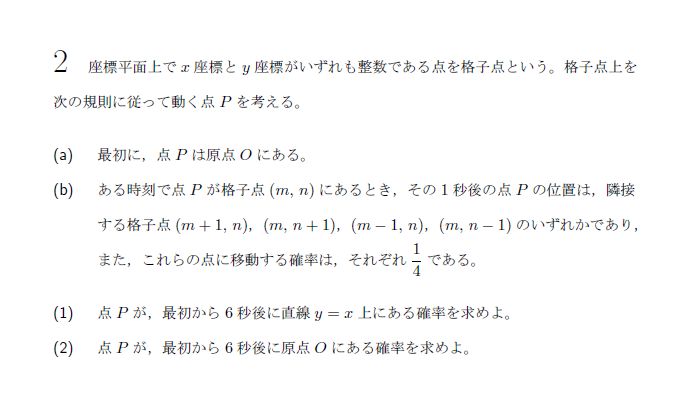 2 座標平面上で x 座標と y 座標がいずれも整数である点を格子点という。格子点上を
次の規則に従って動く点 P を考える。
(a) 最初に，点 P は原点 O にある。
(b) ある時刻で点 P が格子点 (m, n) にあるとき，その 1 秒後の点 P の位置は，隣接
する格子点 (m + 1, n)，(m, n + 1)，(m − 1, n)，(m, n − 1) のいずれかであり，
また，これらの点に移動する確率は，それぞれ 1/4 である。
(1) 点 P が，最初から 6 秒後に直線 y = x 上にある確率を求めよ。
(2) 点 P が，最初から 6 秒後に原点 O にある確率を求めよ。